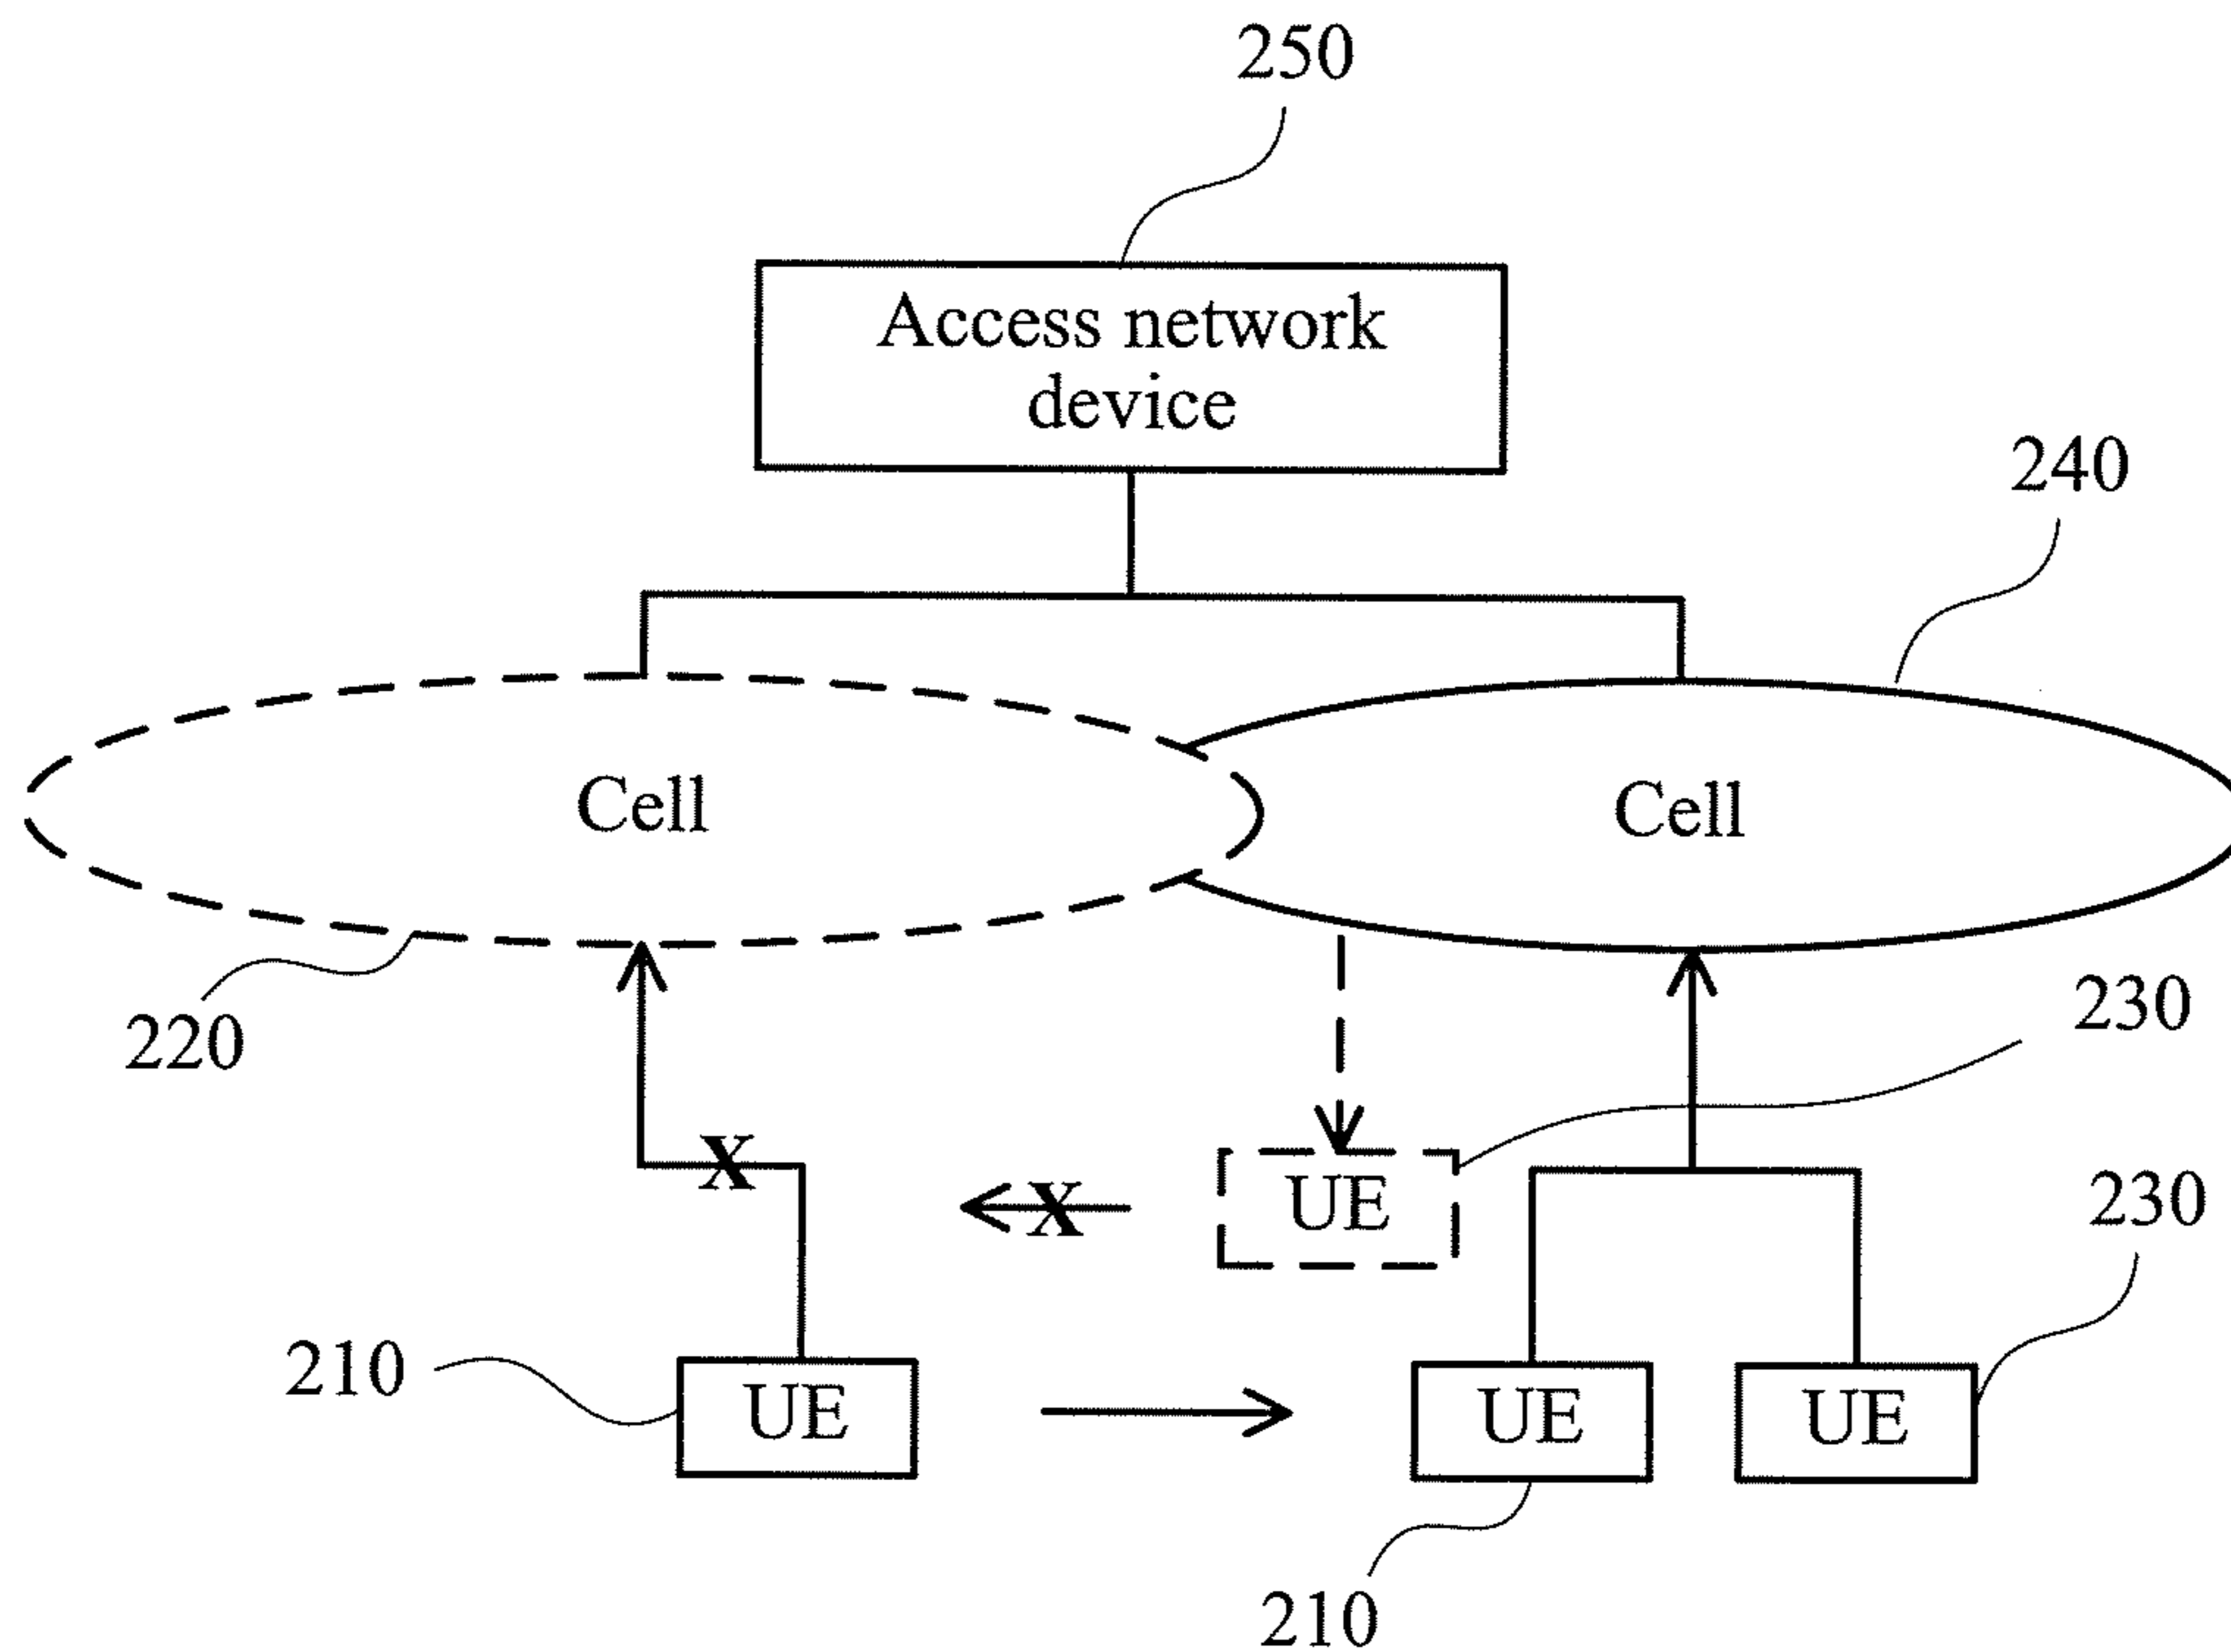 250
Access network
device
240
Cell
Cell
220
230
X
UE
X
230
210
UE
UE
UE
210